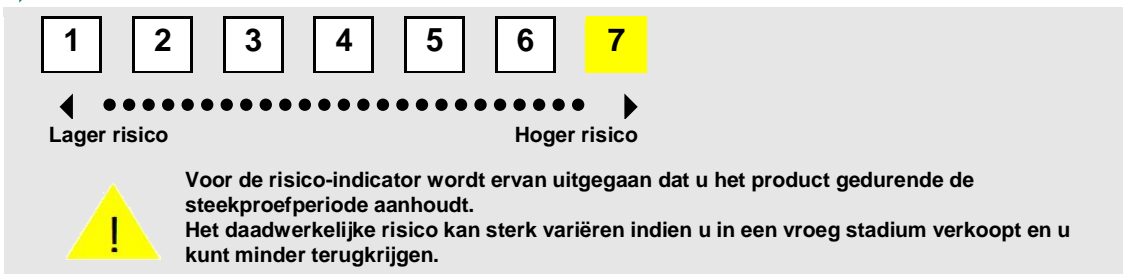 1 2 3 4 5 6 7
Lager risico Hoger risico
Voor de risico-indicator wordt ervan uitgegaan dat u het product gedurende de
steekproefperiode aanhoudt.
Het daadwerkelijke risico kan sterk variëren indien u in een vroeg stadium verkoopt en u
kunt minder terugkrijgen.
!